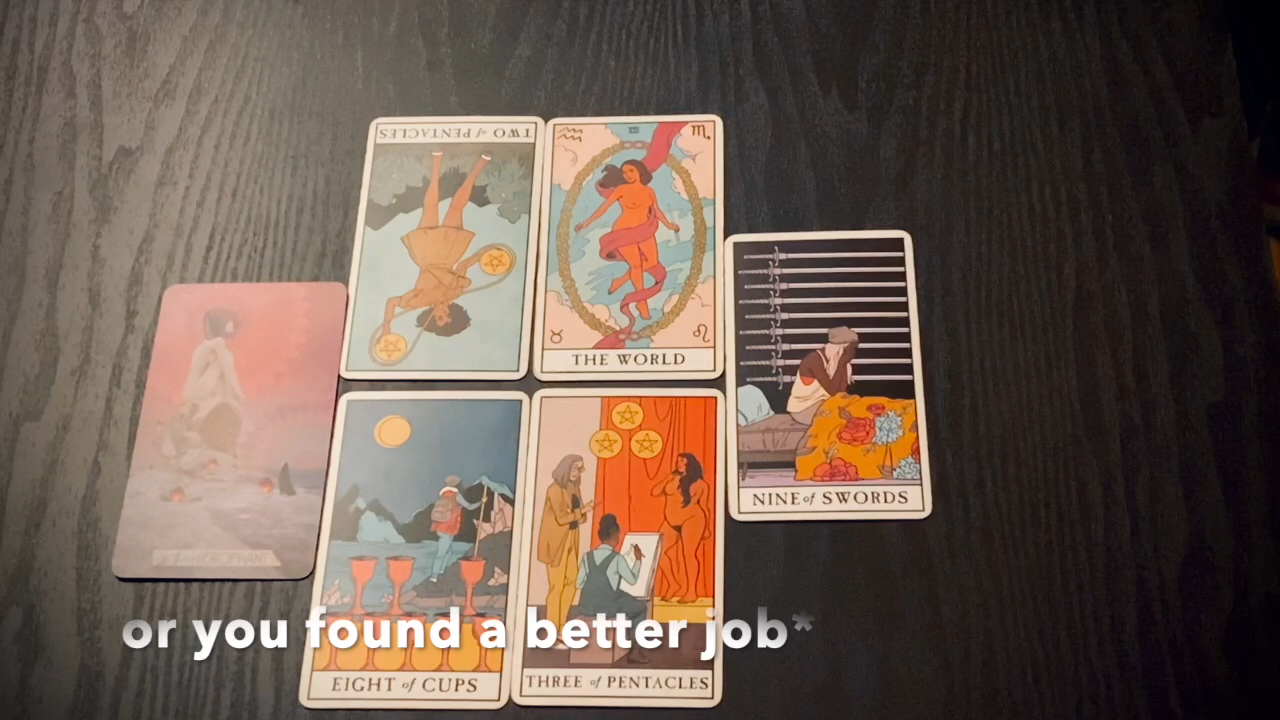 TWO of PENTACLES
THE WORLD
NINE of SWORDS
or you found a better job*
EIGHT of CUPS
THREE of PENTACLES